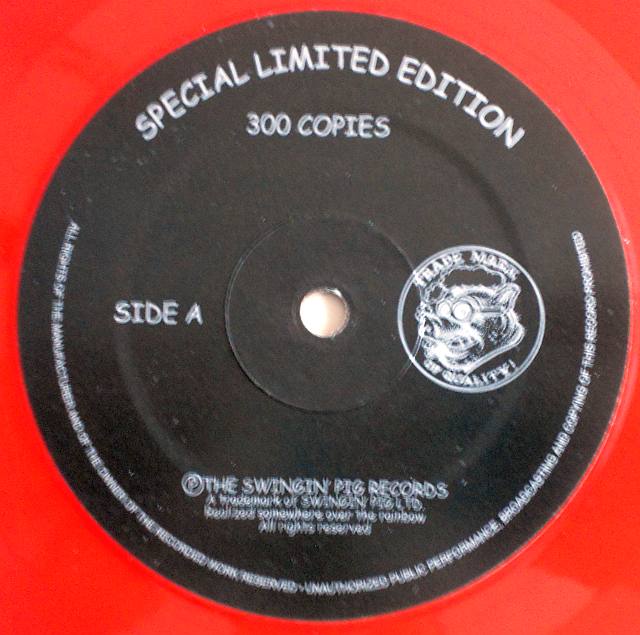 SPECIAL LIMITED EDITION
300 COPIES
SIDE A
TRADE MARK
OF QUALITY!
Ⓟ THE SWINGIN' PIG RECORDS
A trademark of SWINGIN' PIG LTD.
Realized somewhere over the rainbow
All rights reserved
ALL RIGHTS OF THE MANUFACTURER AND OF THE OWNER OF THE RECORDED WORK RESERVED - UNAUTHORIZED PUBLIC PERFORMANCE, BROADCASTING AND COPYING OF THIS RECORD PROHIBITED